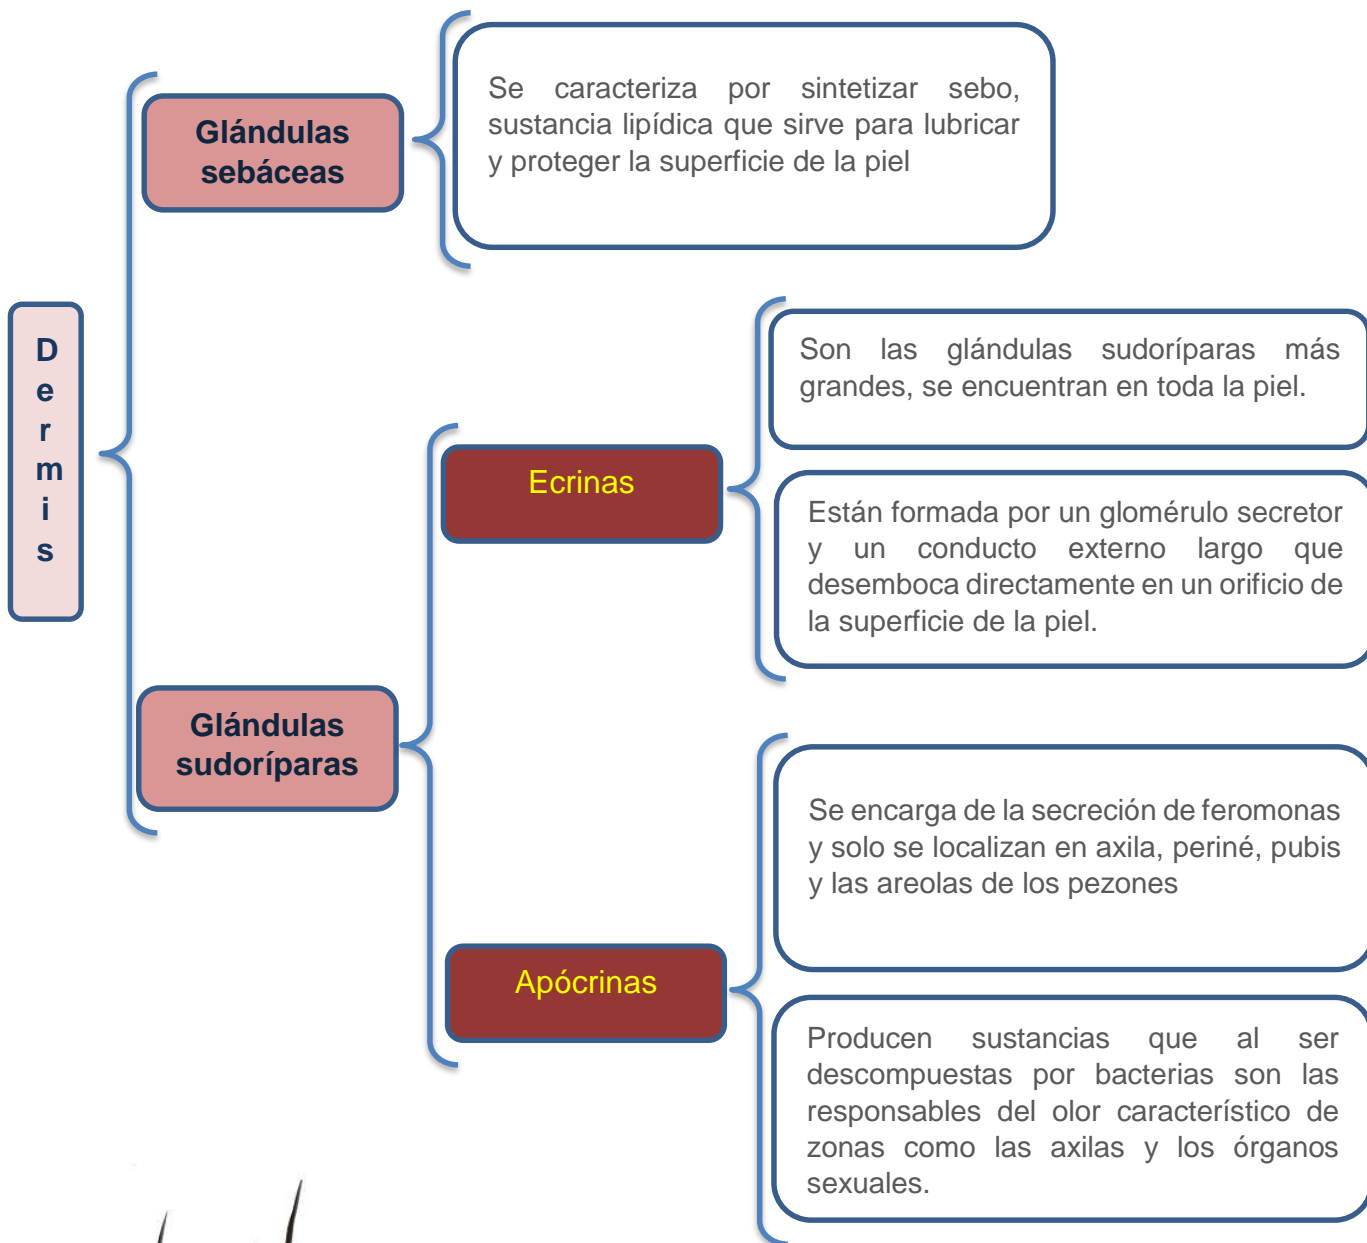 Glándulas
sebáceas
Se caracteriza por sintetizar sebo,
sustancia lipídica que sirve para lubricar
y proteger la superficie de la piel
Dermis
Glándulas
sudoríparas
Ecrinas
Son las glándulas sudoríparas más
grandes, se encuentran en toda la piel.
Están formada por un glomérulo secretor
y un conducto externo largo que
desemboca directamente en un orificio de
la superficie de la piel.
Apócrinas
Se encarga de la secreción de feromonas
y solo se localizan en axila, periné, pubis
y las areolas de los pezones
Producen sustancias que al ser
descompuestas por bacterias son las
responsables del olor característico de
zonas como las axilas y los órganos
sexuales.